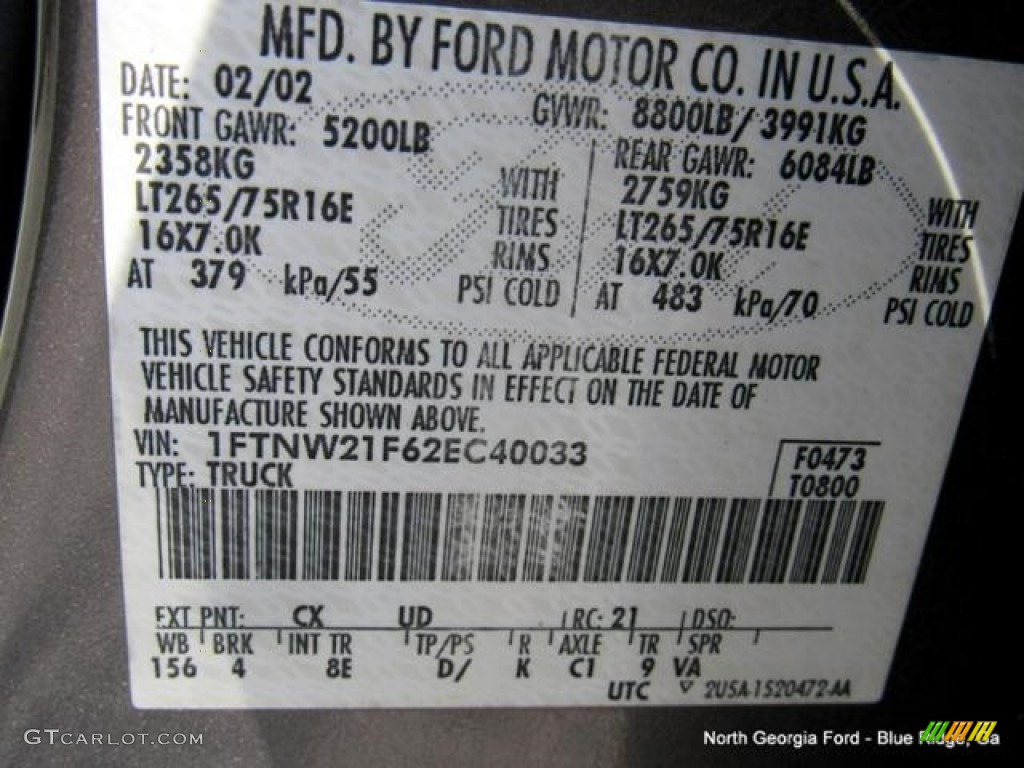 MFD. BY FORD MOTOR CO. IN U.S.A.
DATE: 02/02 GVWR: 8800LB/ 3991KG
FRONT GAWR: 5200LB REAR GAWR: 6084LB
2358KG WITH 2759KG WITH
LT265/75R16E TIRES LT265/75R16E TIRES
16X7.0K RIMS 16X7.0K RIMS
AT 379 kPa/55 PSI COLD AT 483 kPa/70 PSI COLD
THIS VEHICLE CONFORMS TO ALL APPLICABLE FEDERAL MOTOR
VEHICLE SAFETY STANDARDS IN EFFECT ON THE DATE OF
MANUFACTURE SHOWN ABOVE.
VIN: 1FTNW21F62EC40033 F0473
TYPE: TRUCK T0800
EXT PNT: CX UD RC: 21 DSO:
WB BRK INT TR TP/PS R AXLE TR SPR
156 4 8E D/ K C1 9 VA
UTC 2U5A-1520472-AA
GTCARLOT.COM North Georgia Ford - Blue Ridge, Ga